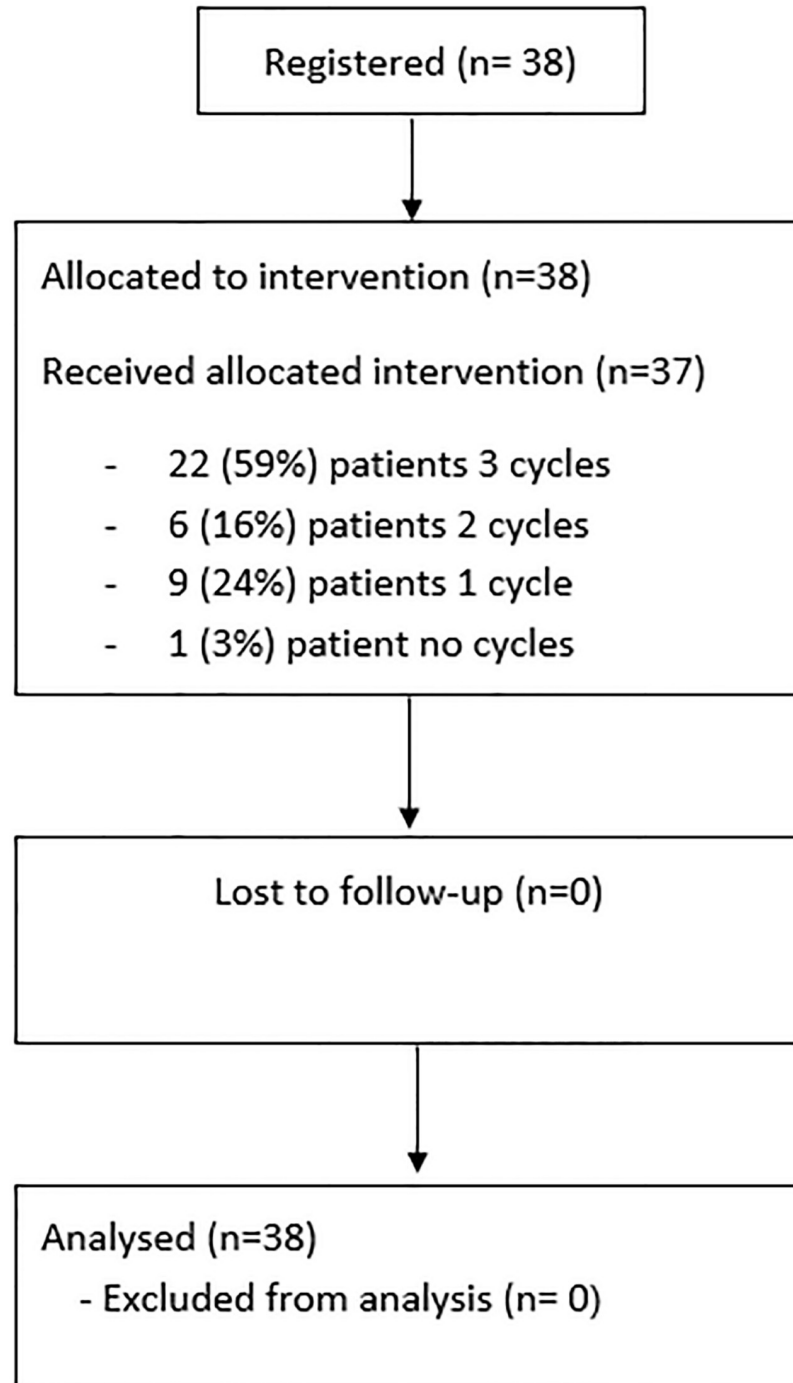 Registered (n= 38)
Allocated to intervention (n=38)
Received allocated intervention (n=37)
- 22 (59%) patients 3 cycles
- 6 (16%) patients 2 cycles
- 9 (24%) patients 1 cycle
- 1 (3%) patient no cycles
Lost to follow-up (n=0)
Analysed (n=38)
- Excluded from analysis (n= 0)